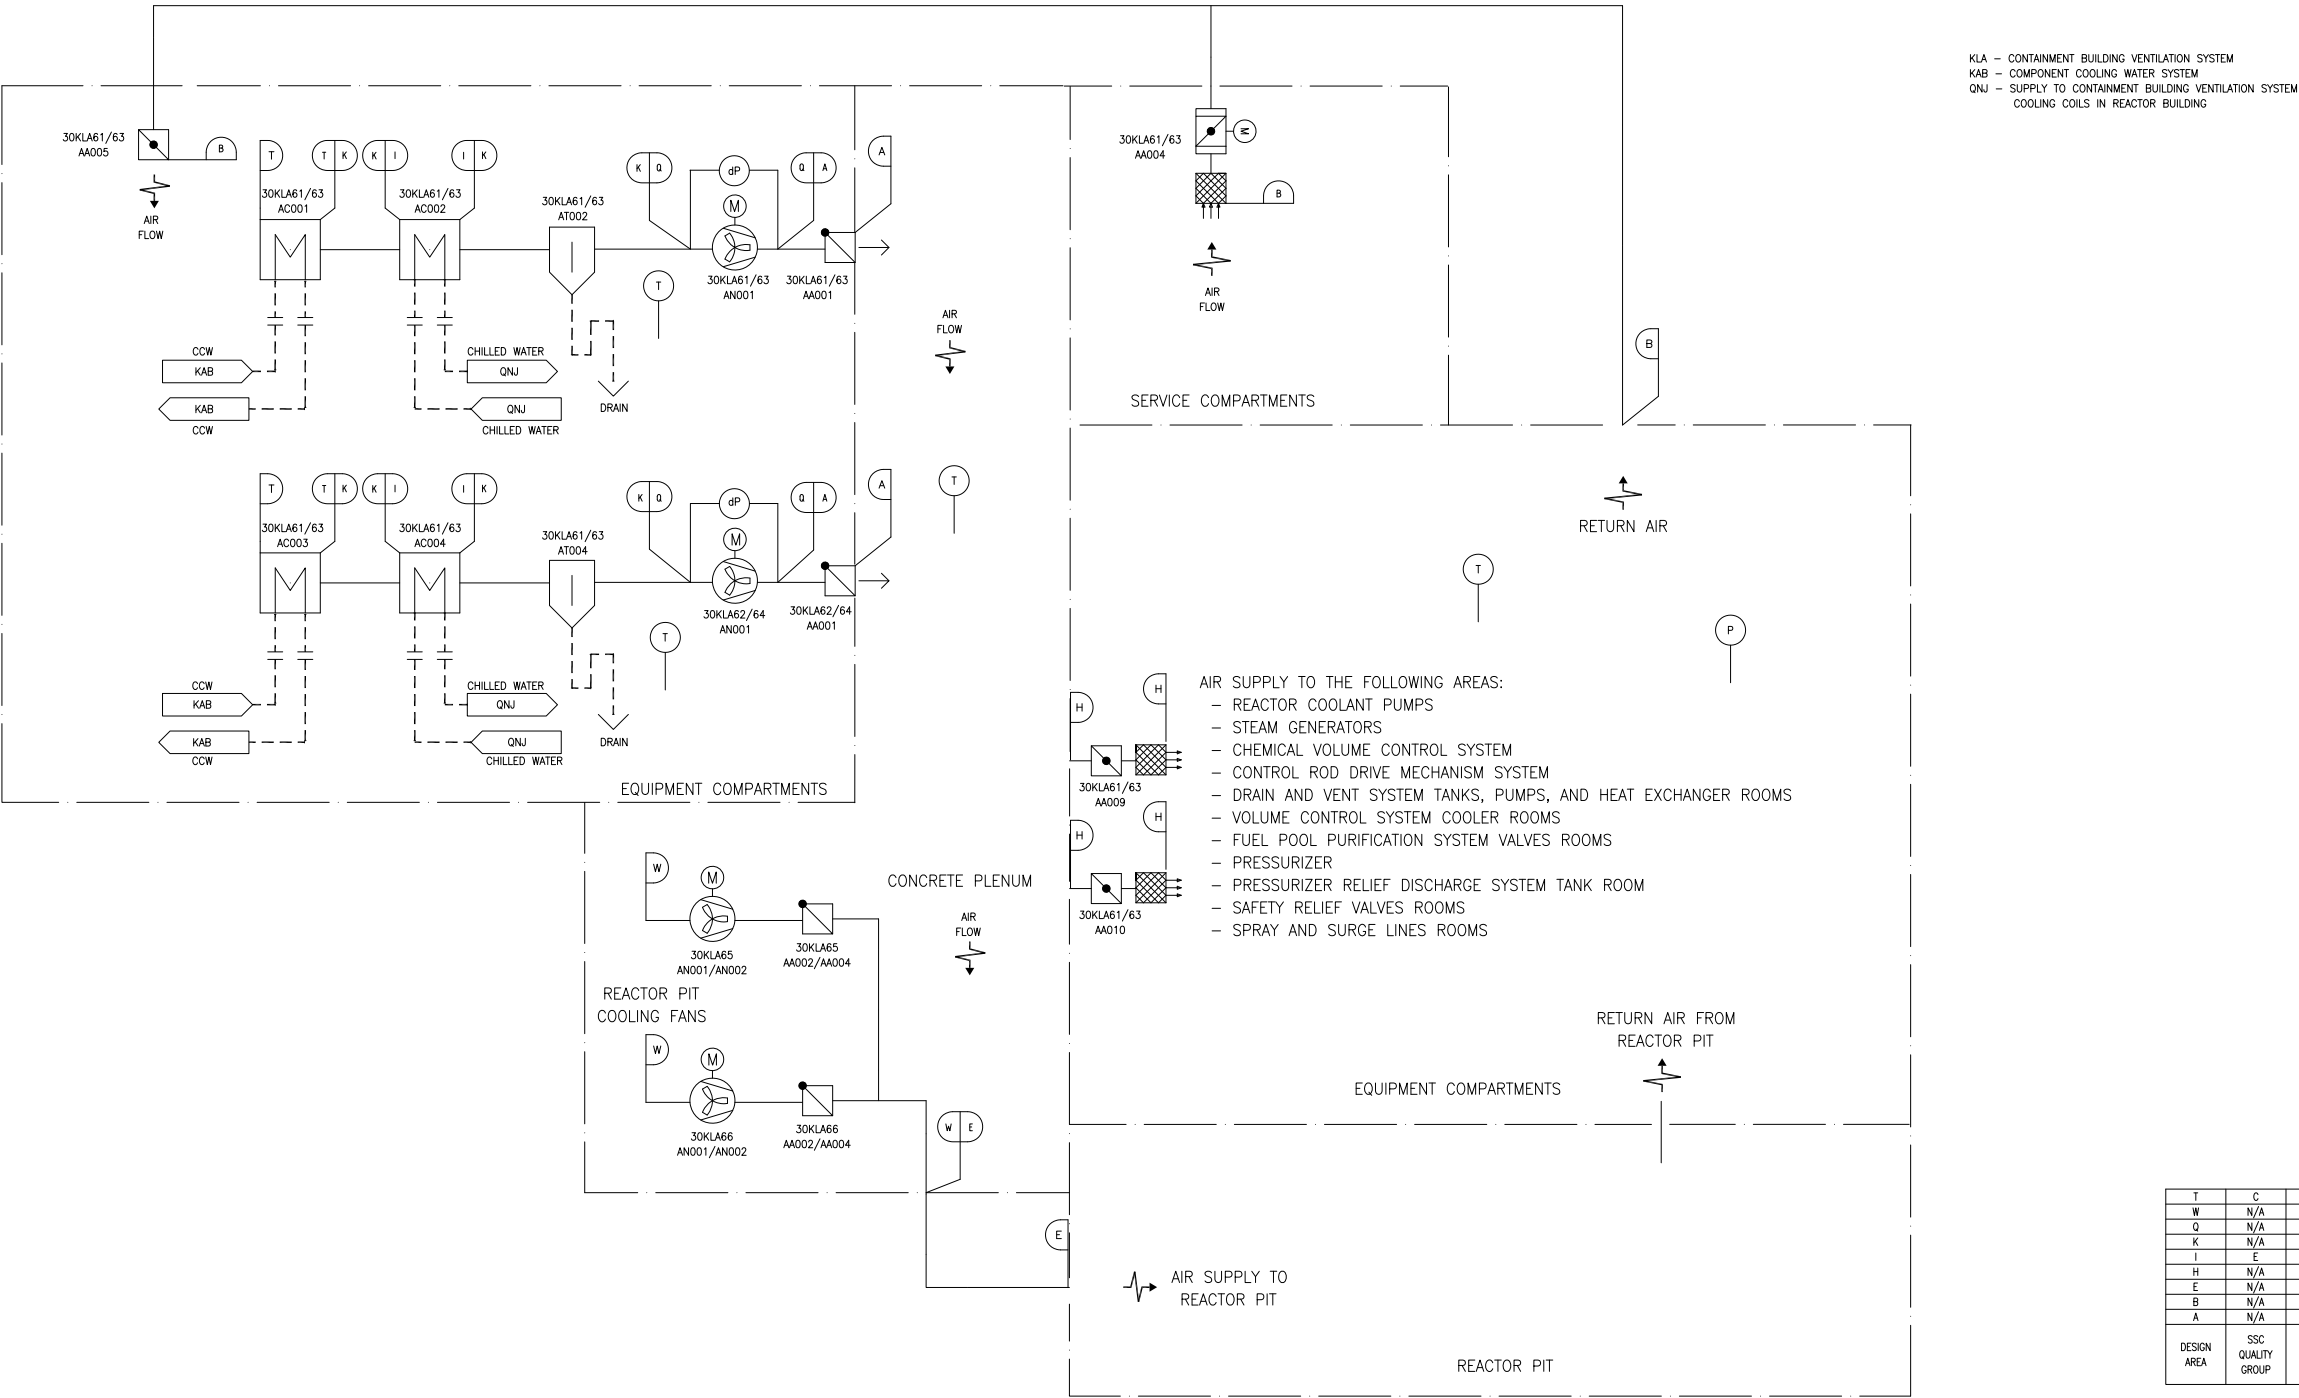 KLA – CONTAINMENT BUILDING VENTILATION SYSTEM
KAB – COMPONENT COOLING WATER SYSTEM
QNJ – SUPPLY TO CONTAINMENT BUILDING VENTILATION SYSTEM
COOLING COILS IN REACTOR BUILDING
30KLA61/63
AA005
B
AIR
FLOW
T
T K
K I
I K
30KLA61/63
AC001
30KLA61/63
AC002
30KLA61/63
AT002
K Q
dP
M
Q A
A
30KLA61/63
AN001
30KLA61/63
AA001
T
CCW
KAB
KAB
CCW
CHILLED WATER
QNJ
QNJ
CHILLED WATER
DRAIN
T
T K
K I
I K
30KLA61/63
AC003
30KLA61/63
AC004
30KLA61/63
AT004
K Q
dP
M
Q A
A
30KLA62/64
AN001
30KLA62/64
AA001
T
CCW
KAB
KAB
CCW
CHILLED WATER
QNJ
QNJ
CHILLED WATER
DRAIN
EQUIPMENT COMPARTMENTS
AIR
FLOW
T
30KLA61/63
AA004
M
B
AIR
FLOW
SERVICE COMPARTMENTS
B
RETURN AIR
T
P
H
H
30KLA61/63
AA009
H
H
30KLA61/63
AA010
AIR SUPPLY TO THE FOLLOWING AREAS:
– REACTOR COOLANT PUMPS
– STEAM GENERATORS
– CHEMICAL VOLUME CONTROL SYSTEM
– CONTROL ROD DRIVE MECHANISM SYSTEM
– DRAIN AND VENT SYSTEM TANKS, PUMPS, AND HEAT EXCHANGER ROOMS
– VOLUME CONTROL SYSTEM COOLER ROOMS
– FUEL POOL PURIFICATION SYSTEM VALVES ROOMS
– PRESSURIZER
– PRESSURIZER RELIEF DISCHARGE SYSTEM TANK ROOM
– SAFETY RELIEF VALVES ROOMS
– SPRAY AND SURGE LINES ROOMS
RETURN AIR FROM
REACTOR PIT
EQUIPMENT COMPARTMENTS
CONCRETE PLENUM
AIR
FLOW
W
M
30KLA65
AN001/AN002
30KLA65
AA002/AA004
REACTOR PIT
COOLING FANS
W
M
30KLA66
AN001/AN002
30KLA66
AA002/AA004
W E
E
AIR SUPPLY TO
REACTOR PIT
REACTOR PIT
T C
W N/A
Q N/A
K N/A
I E
H N/A
E N/A
B N/A
A N/A
DESIGN
AREA
SSC
QUALITY
GROUP